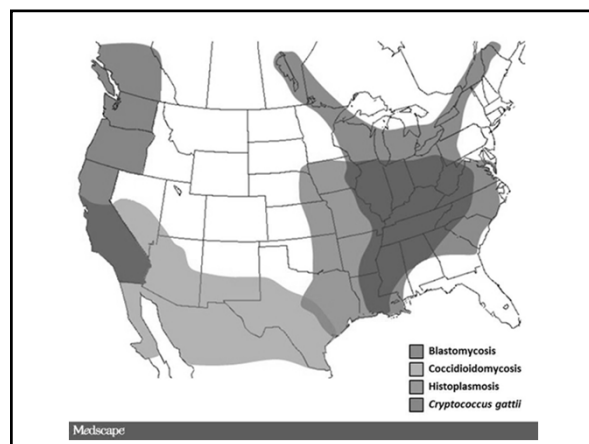 Blastomycosis
Coccidioidomycosis
Histoplasmosis
Cryptococcus gattii
Medscape